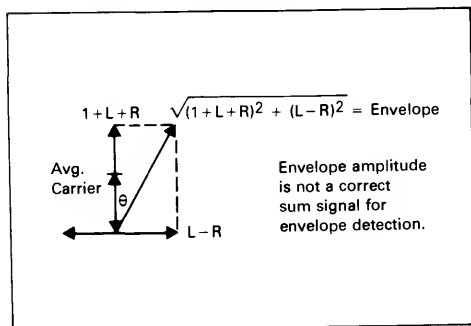 1+L+R √(1+L+R)2 + (L−R)2 = Envelope
Avg.
Carrier
θ
L−R
Envelope amplitude
is not a correct
sum signal for
envelope detection.